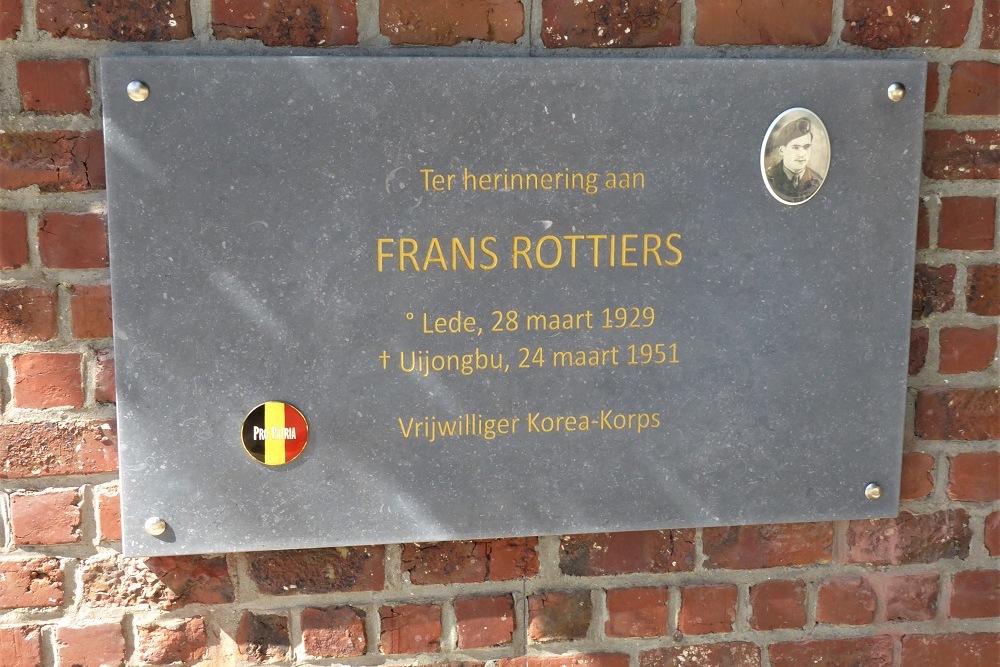 Ter herinnering aan
FRANS ROTTIERS
° Lede, 28 maart 1929
† Uijongbu, 24 maart 1951
Vrijwilliger Korea-Korps
PRO PATRIA